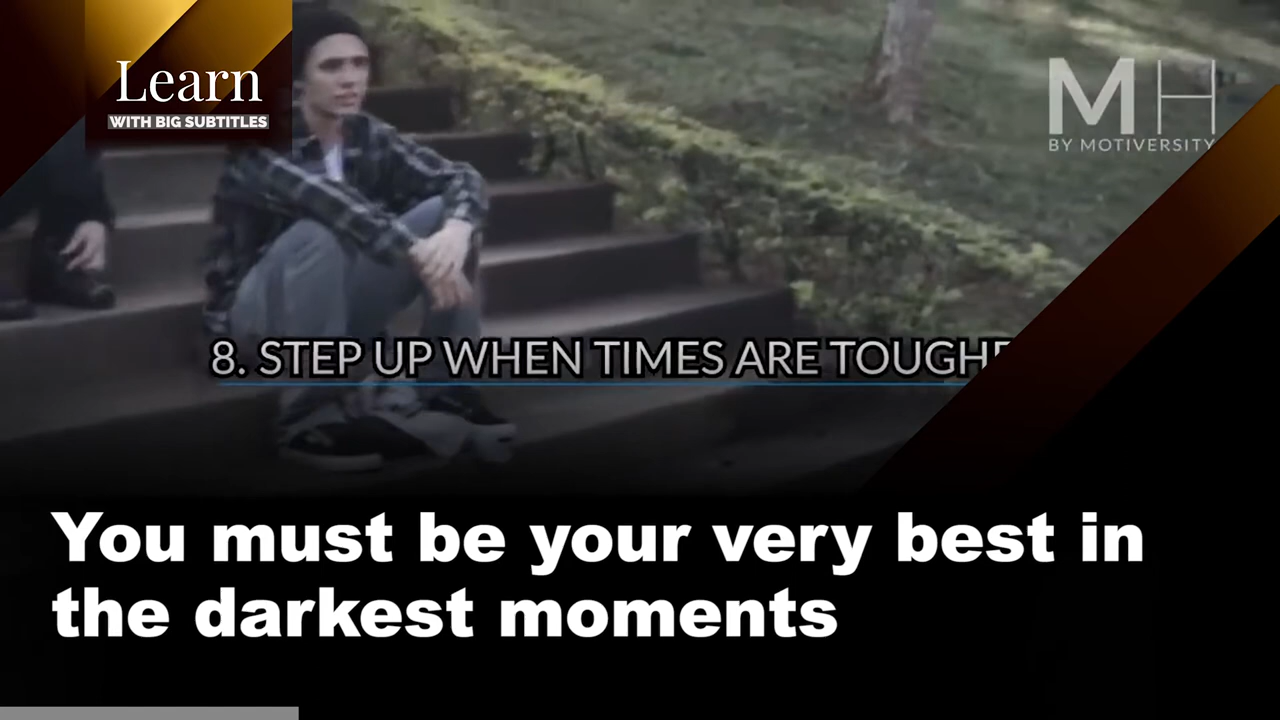 Learn
WITH BIG SUBTITLES
MH
BY MOTIVERSITY
8. STEP UP WHEN TIMES ARE TOUGHE
You must be your very best in
the darkest moments